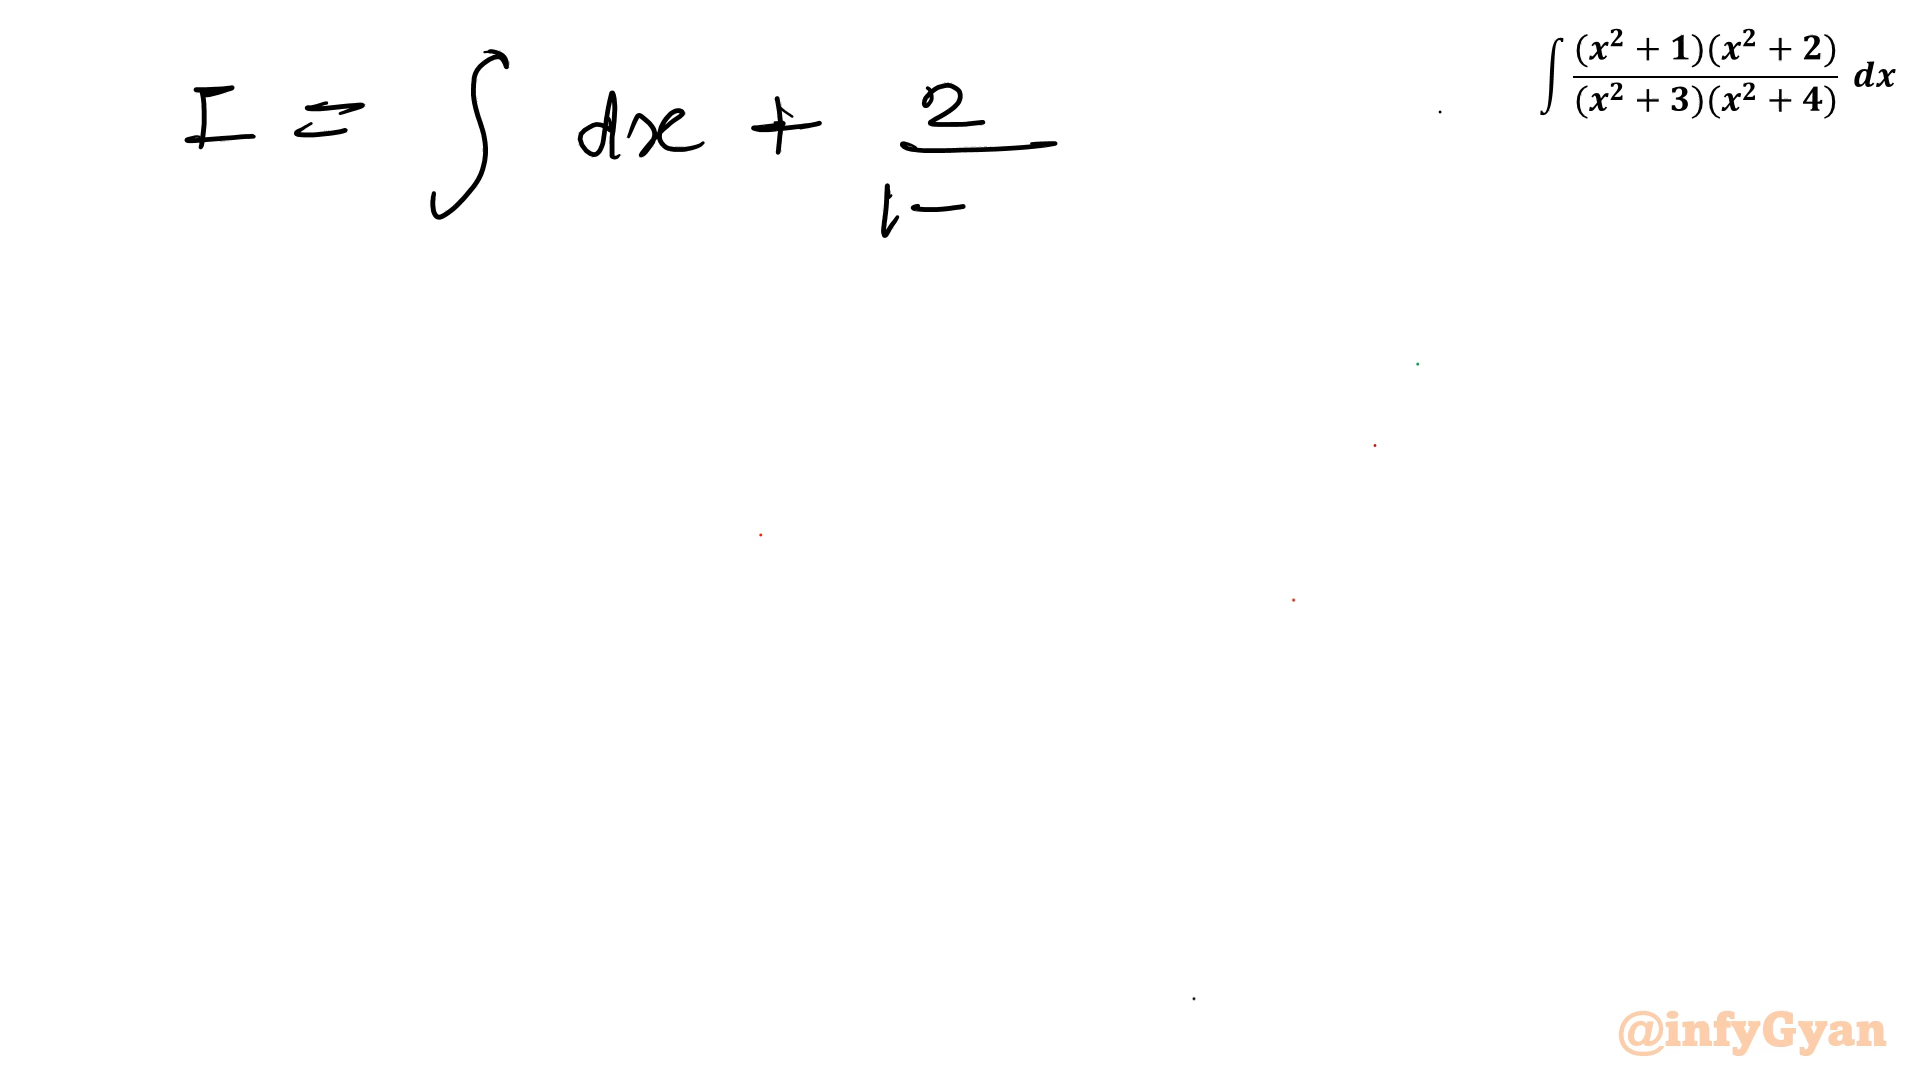 I = ∫ dx + 2/1-
∫ (x² + 1)(x² + 2)/(x² + 3)(x² + 4) dx
@infyGyan